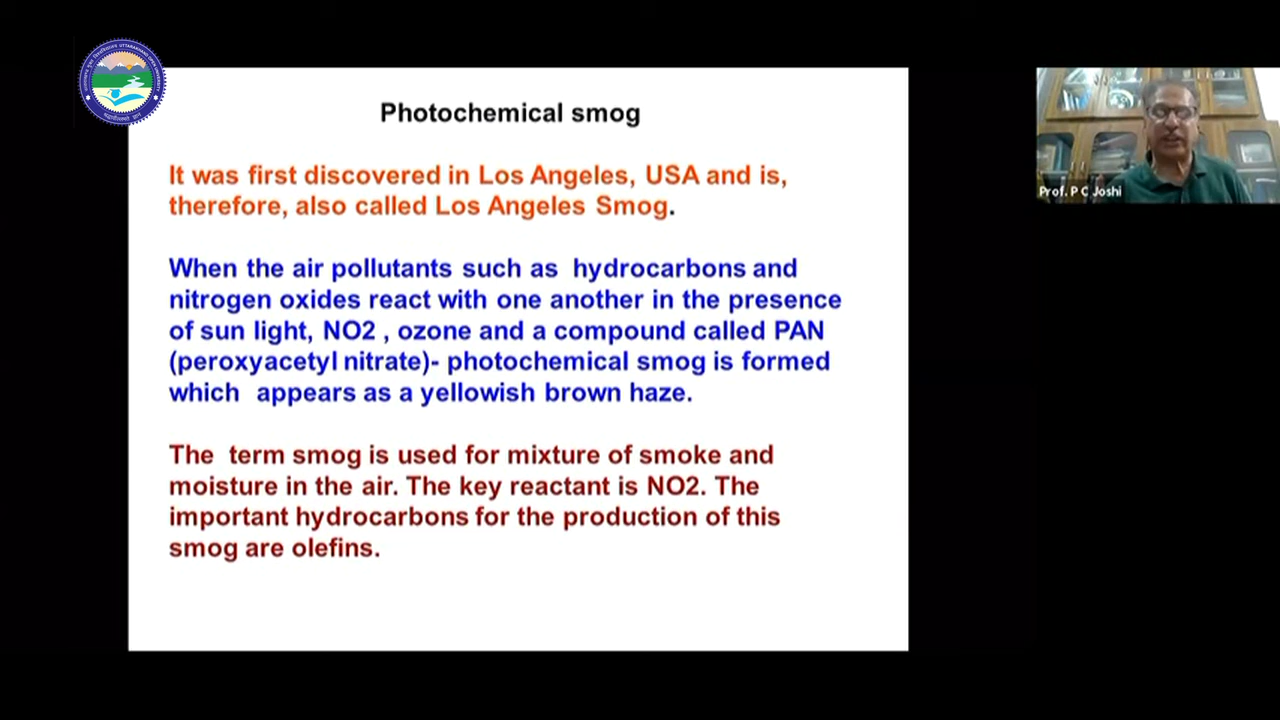 Photochemical smog
It was first discovered in Los Angeles, USA and is,
therefore, also called Los Angeles Smog.
When the air pollutants such as hydrocarbons and
nitrogen oxides react with one another in the presence
of sun light, NO2 , ozone and a compound called PAN
(peroxyacetyl nitrate)- photochemical smog is formed
which appears as a yellowish brown haze.
The term smog is used for mixture of smoke and
moisture in the air. The key reactant is NO2. The
important hydrocarbons for the production of this
smog are olefins.
Prof. P C Joshi